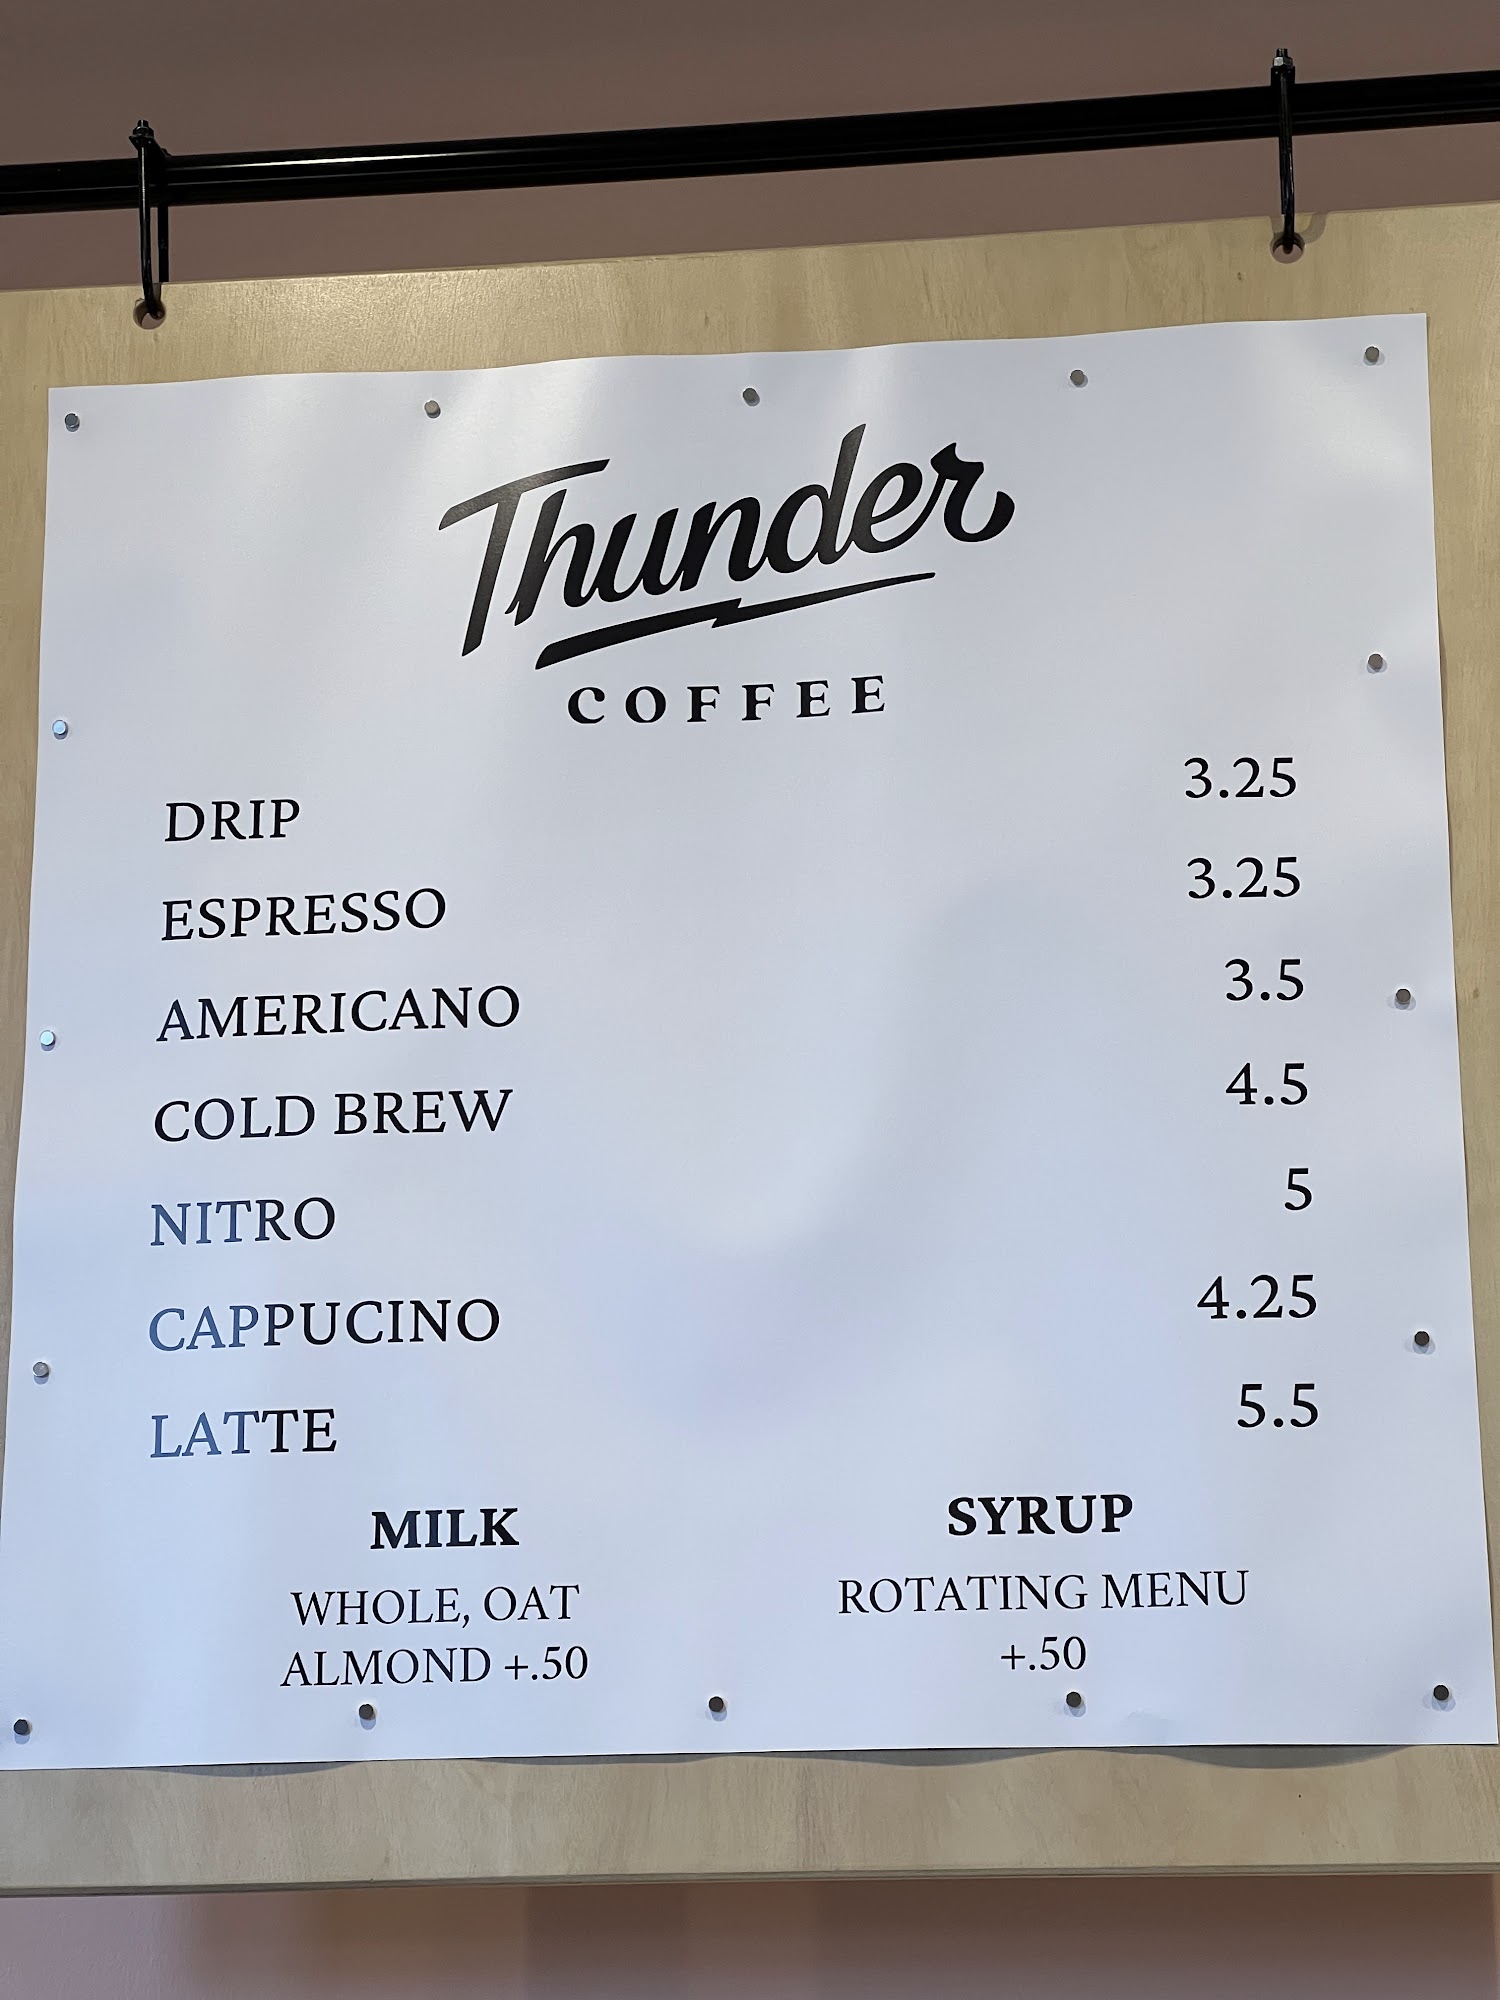 Thunder
COFFEE
DRIP 3.25
ESPRESSO 3.25
AMERICANO 3.5
COLD BREW 4.5
NITRO 5
CAPPUCINO 4.25
LATTE 5.5
MILK
WHOLE, OAT
ALMOND +.50
SYRUP
ROTATING MENU
+.50